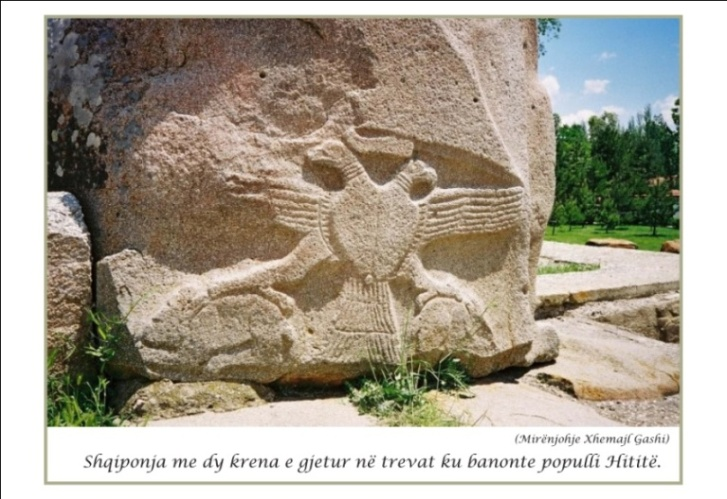 (Mirënjohje Xhemajl Gashi)
Shqiponja me dy krena e gjetur në trevat ku banonte populli Hititë.